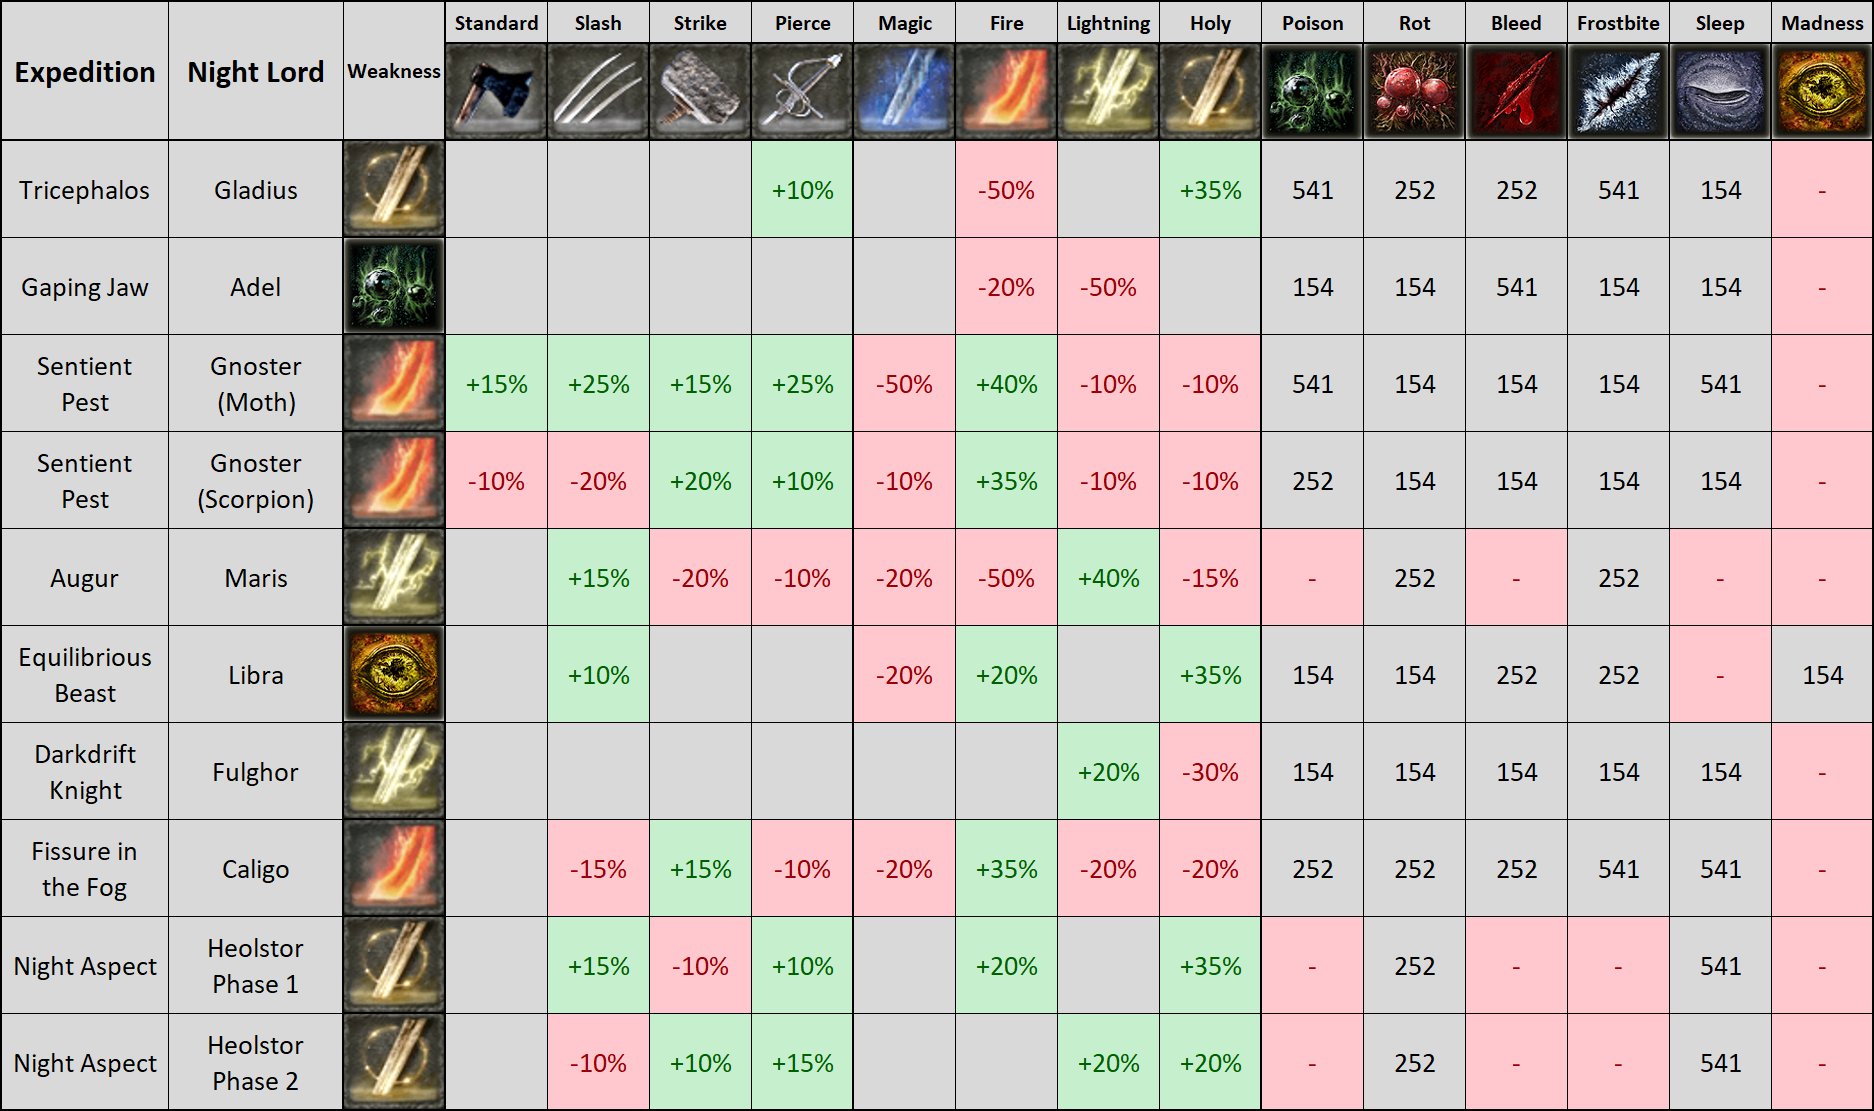 Expedition Night Lord Weakness Standard Slash Strike Pierce Magic Fire Lightning Holy Poison Rot Bleed Frostbite Sleep Madness
Tricephalos Gladius +10% -50% +35% 541 252 252 541 154 -
Gaping Jaw Adel -20% -50% 154 154 541 154 154 -
Sentient
Pest
Gnoster
(Moth)
+15% +25% +15% +25% -50% +40% -10% -10% 541 154 154 154 541 -
Sentient
Pest
Gnoster
(Scorpion)
-10% -20% +20% +10% -10% +35% -10% -10% 252 154 154 154 154 -
Augur Maris +15% -20% -10% -20% -50% +40% -15% - 252 - 252 - -
Equilibrious
Beast
Libra +10% -20% +20% +35% 154 154 252 252 - 154
Darkdrift
Knight
Fulghor +20% -30% 154 154 154 154 154 -
Fissure in
the Fog
Caligo -15% +15% -10% -20% +35% -20% -20% 252 252 252 541 541 -
Night Aspect
Heolstor
Phase 1
+15% -10% +10% +20% +35% - 252 - - 541 -
Night Aspect
Heolstor
Phase 2
-10% +10% +15% +20% +20% - 252 - - 541 -